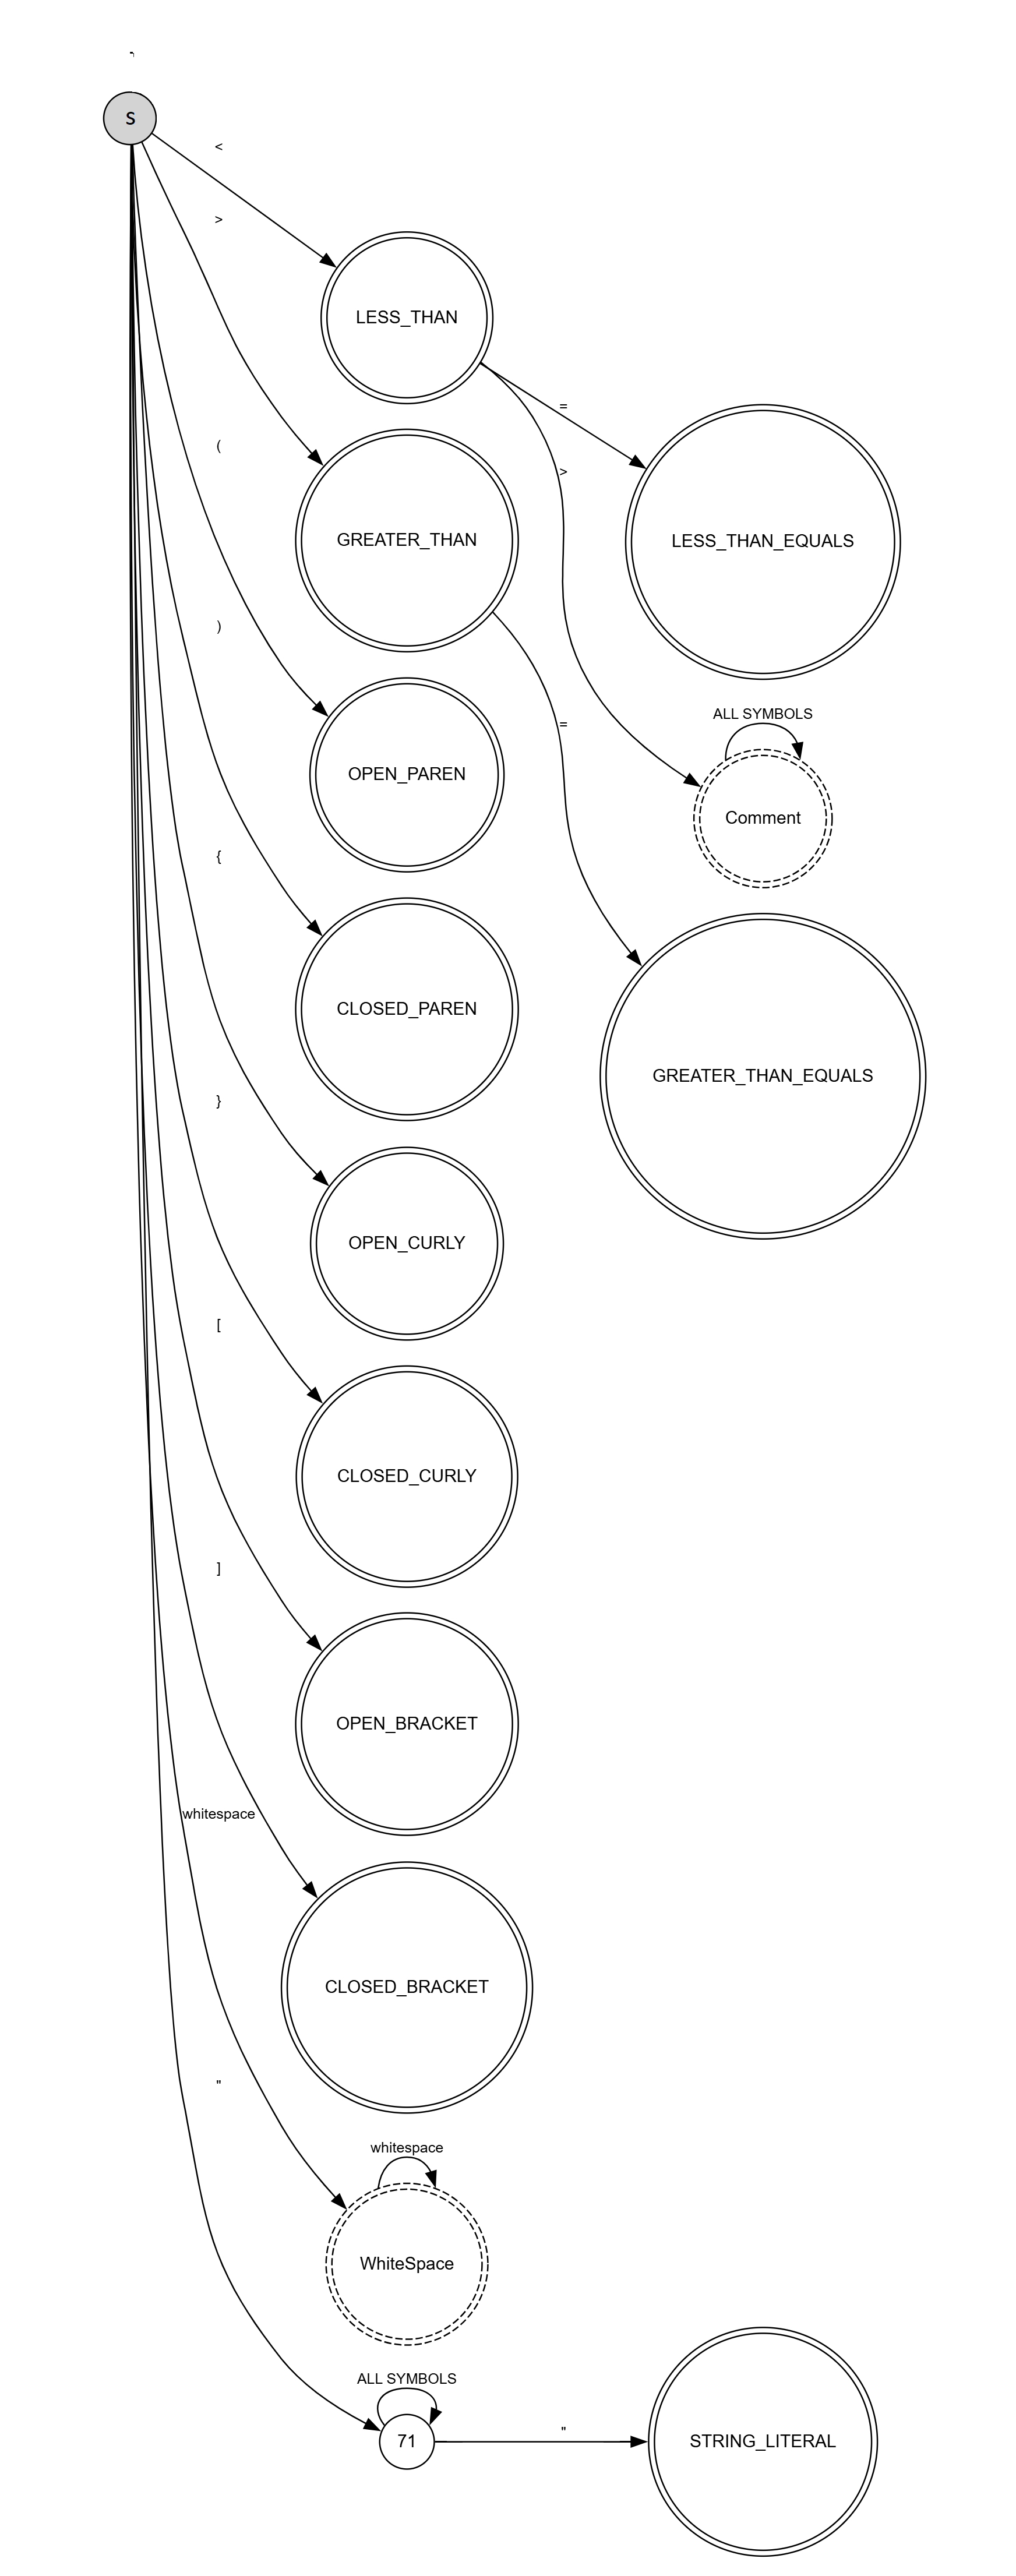 S
<
>
LESS_THAN
=
(
>
GREATER_THAN
LESS_THAN_EQUALS
)
ALL SYMBOLS
=
OPEN_PAREN
Comment
{
CLOSED_PAREN
GREATER_THAN_EQUALS
}
OPEN_CURLY
[
CLOSED_CURLY
]
OPEN_BRACKET
whitespace
CLOSED_BRACKET
"
whitespace
WhiteSpace
ALL SYMBOLS
"
71
STRING_LITERAL